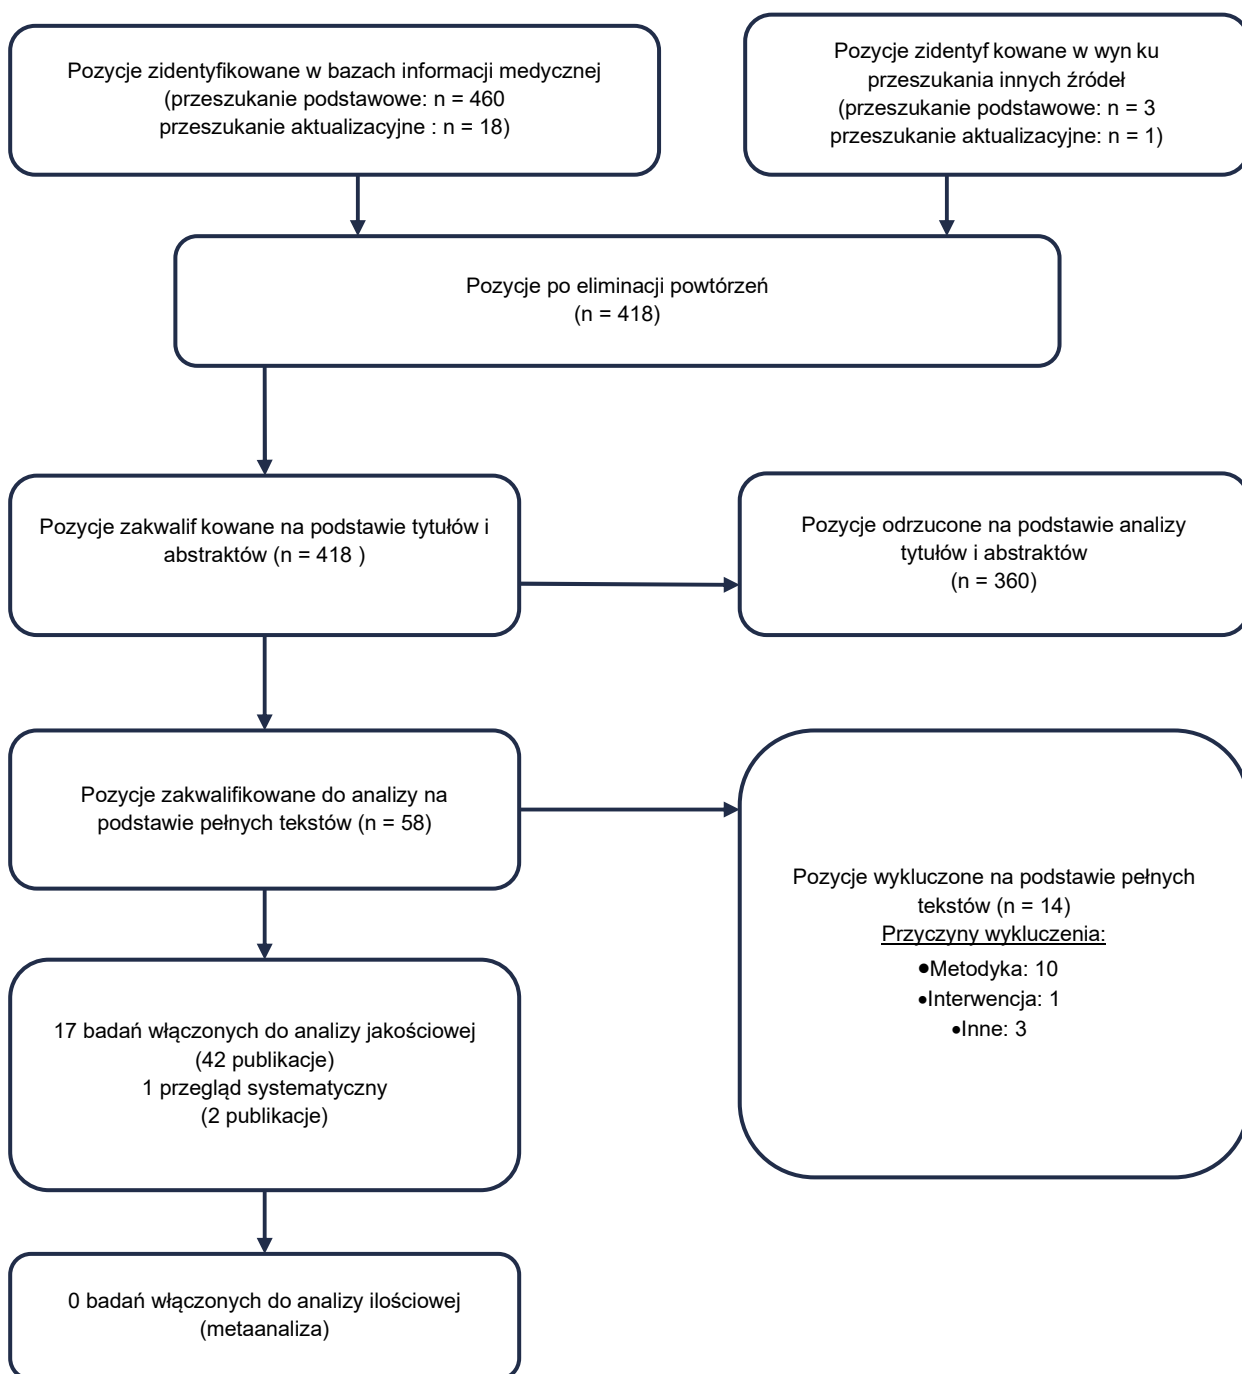 Pozycje zidentyfikowane w bazach informacji medycznej
(przeszukanie podstawowe: n = 460
przeszukanie aktualizacyjne : n = 18)
Pozycje zidentyf kowane w wyn ku
przeszukania innych źródeł
(przeszukanie podstawowe: n = 3
przeszukanie aktualizacyjne: n = 1)
Pozycje po eliminacji powtórzeń
(n = 418)
Pozycje zakwalif kowane na podstawie tytułów i
abstraktów (n = 418 )
Pozycje odrzucone na podstawie analizy
tytułów i abstraktów
(n = 360)
Pozycje zakwalifikowane do analizy na
podstawie pełnych tekstów (n = 58)
Pozycje wykluczone na podstawie pełnych
tekstów (n = 14)
Przyczyny wykluczenia:
•Metodyka: 10
•Interwencja: 1
•Inne: 3
17 badań włączonych do analizy jakościowej
(42 publikacje)
1 przegląd systematyczny
(2 publikacje)
0 badań włączonych do analizy ilościowej
(metaanaliza)